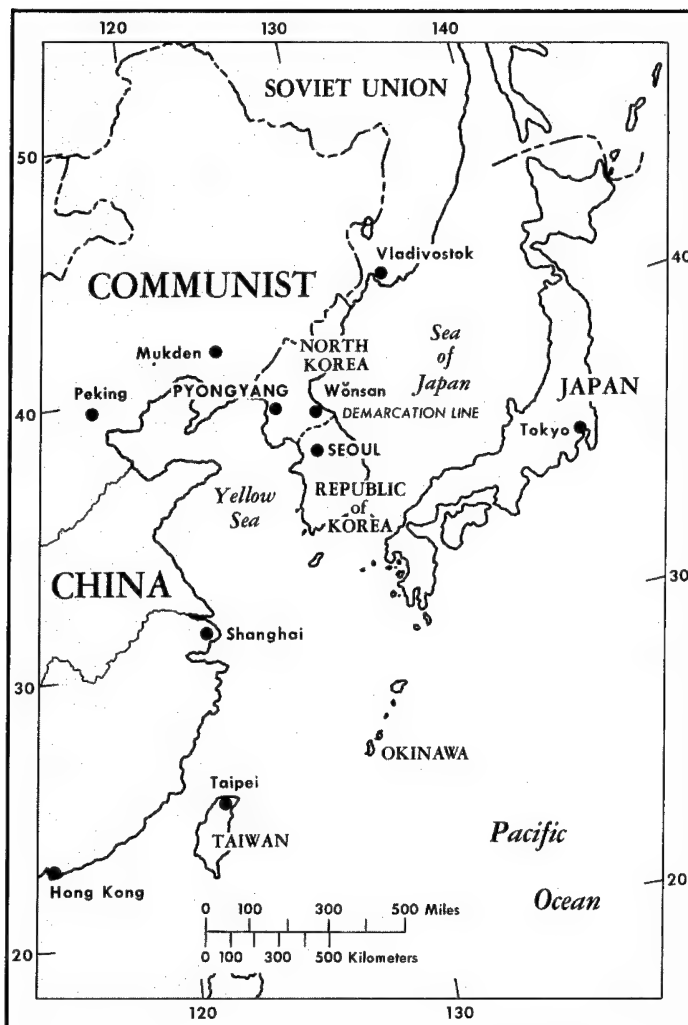 120 130 140
SOVIET UNION
50
Vladivostok
40
COMMUNIST
Sea
of
Japan
NORTH
KOREA
Mukden
Peking
PYONGYANG
Wŏnsan
JAPAN
40
DEMARCATION LINE
Tokyo
SEOUL
Yellow
Sea
REPUBLIC
of
KOREA
CHINA
30
Shanghai
30
OKINAWA
Taipei
TAIWAN
Pacific
Ocean
Hong Kong
20
0 100 300 500 Miles
0 100 300 500 Kilometers
20
120 130